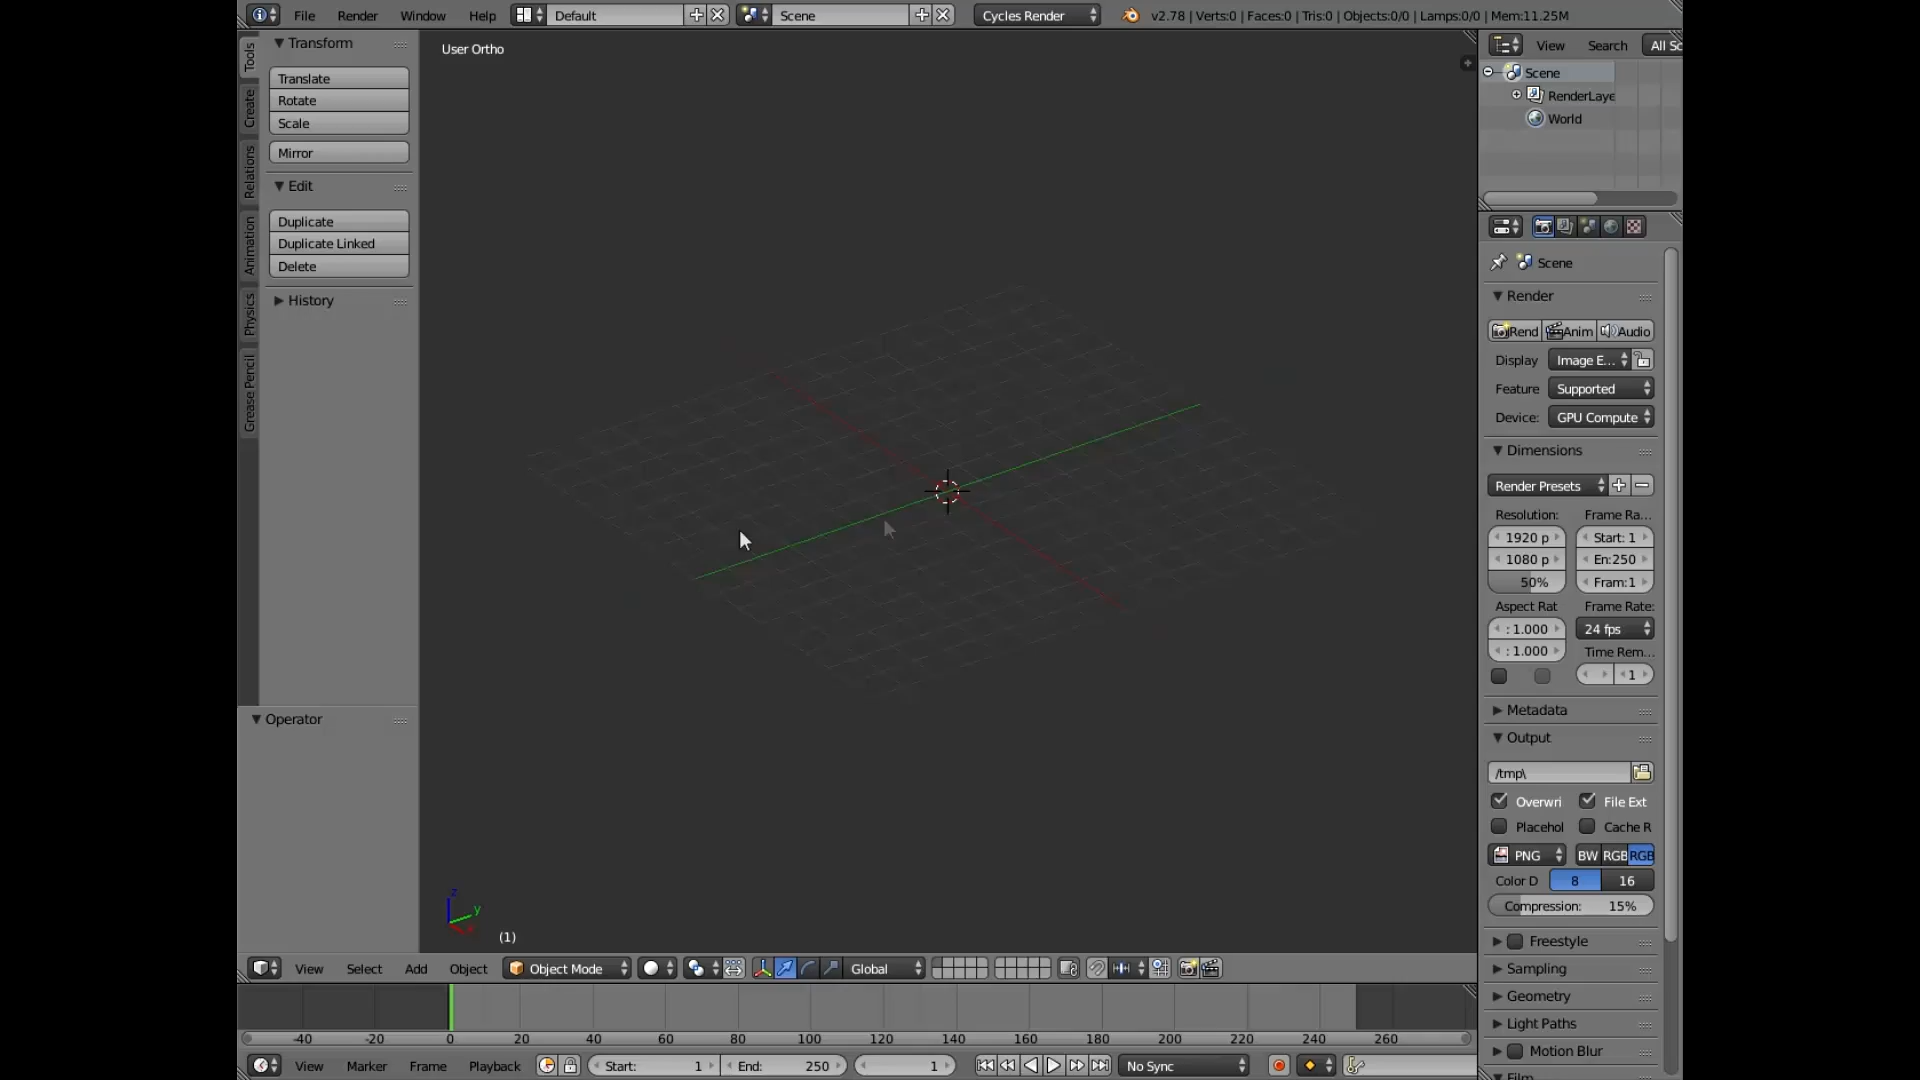 File Render Window Help Default Scene Cycles Render v2.78 | Verts:0 | Faces:0 | Tris:0 | Objects:0/0 | Lamps:0/0 | Mem:11.25M
Tools
Create
Relations
Animation
Physics
Grease Pencil
Transform
Translate
Rotate
Scale
Mirror
Edit
Duplicate
Duplicate Linked
Delete
History
Operator
User Ortho
z
y
x
(1)
View Search All Sc
Scene
RenderLaye
World
Scene
Render
Rend Anim Audio
Display Image E...
Feature Supported
Device: GPU Compute
Dimensions
Render Presets
Resolution: Frame Ra...
1920 p Start: 1
1080 p En:250
50% Fram:1
Aspect Rat Frame Rate:
: 1.000 24 fps
: 1.000 Time Rem...
1
Metadata
Output
/tmp\
Overwri File Ext
Placehol Cache R
PNG BW RGB RGB
Color D 8 16
Compression: 15%
Freestyle
Sampling
Geometry
Light Paths
Motion Blur
Film
View Select Add Object Object Mode Global
-40 -20 0 20 40 60 80 100 120 140 160 180 200 220 240 260
View Marker Frame Playback Start: 1 End: 250 1 No Sync